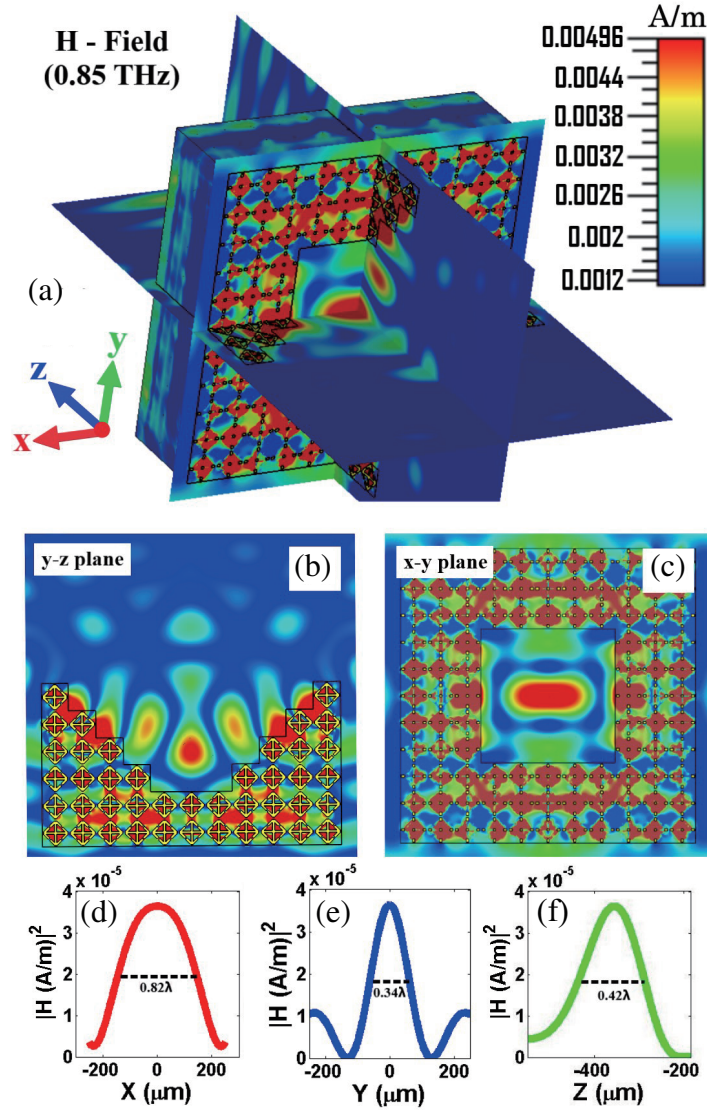 H - Field
(0.85 THz)
A/m
0.00496
0.0044
0.0038
0.0032
0.0026
0.002
0.0012
(a)
y
z
x
y-z plane
(b)
x-y plane
(c)
x 10⁻⁵
(d)
|H (A/m)|²
4
3
2
1
0
0.82λ
-200 0 200
X (μm)
x 10⁻⁵
(e)
|H (A/m)|²
4
3
2
1
0
0.34λ
-200 0 200
Y (μm)
x 10⁻⁵
(f)
|H (A/m)|²
4
3
2
1
0
0.42λ
-400 -200
Z (μm)